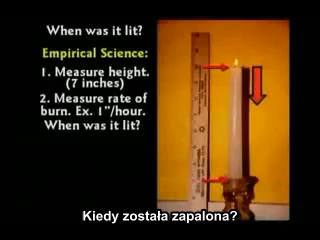 When was it lit?
Empirical Science:
1. Measure height.
(7 inches)
2. Measure rate of
burn. Ex. 1"/hour.
When was it lit?
Kiedy została zapalona?